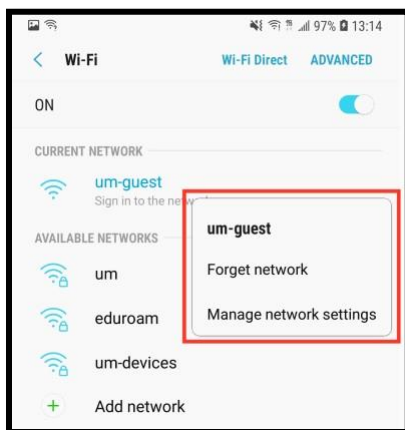 97% 13:14
Wi-Fi Wi-Fi Direct ADVANCED
ON
CURRENT NETWORK
um-guest
Sign in to the netw
um-guest
Forget network
Manage network settings
AVAILABLE NETWORKS
um
eduroam
um-devices
Add network